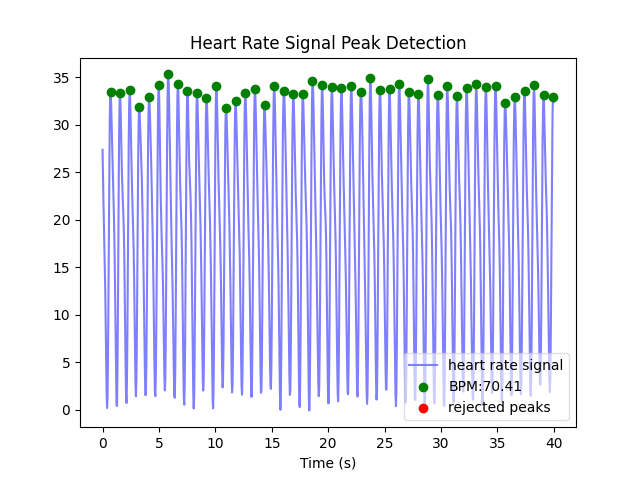 Heart Rate Signal Peak Detection
35
30
25
20
15
10
5
0
heart rate signal
BPM:70.41
rejected peaks
0 5 10 15 20 25 30 35 40
Time (s)